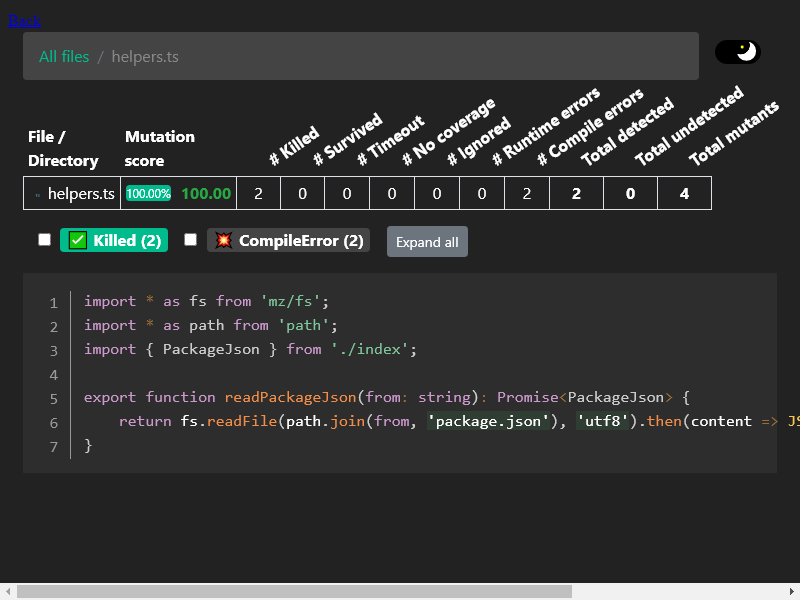 Back
All files / helpers.ts
File / Directory
Mutation score
# Killed
# Survived
# Timeout
# No coverage
# Ignored
# Runtime errors
# Compile errors
Total detected
Total undetected
Total mutants
helpers.ts 100.00% 100.00 2 0 0 0 0 0 2 2 0 4
✅ Killed (2) 💥 CompileError (2) Expand all
1 import * as fs from 'mz/fs';
2 import * as path from 'path';
3 import { PackageJson } from './index';
4
5 export function readPackageJson(from: string): Promise<PackageJson> {
6 return fs.readFile(path.join(from, 'package.json'), 'utf8').then(content => JS
7 }